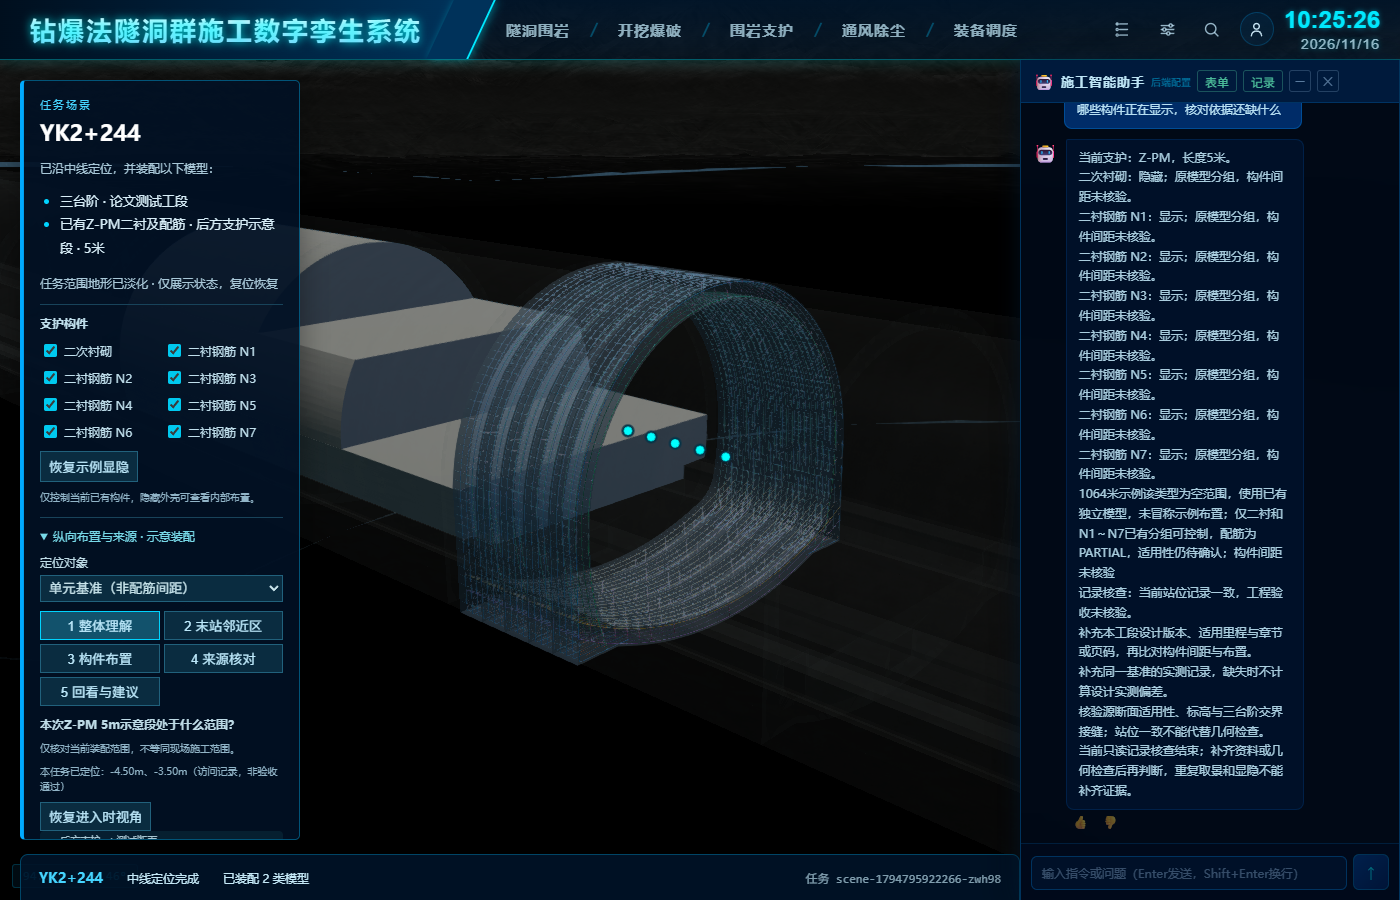 钻爆法隧洞群施工数字孪生系统
隧洞围岩 / 开挖爆破 / 围岩支护 / 通风除尘 / 装备调度
10:25:26
2026/11/16
任务场景
YK2+244
已沿中线定位，并装配以下模型：
三台阶 · 论文测试工段
已有Z-PM二衬及配筋 · 后方支护示意
段 · 5米
任务范围地形已淡化 · 仅展示状态，复位恢复
支护构件
二次衬砌 二衬钢筋 N1
二衬钢筋 N2 二衬钢筋 N3
二衬钢筋 N4 二衬钢筋 N5
二衬钢筋 N6 二衬钢筋 N7
恢复示例显隐
仅控制当前已有构件，隐藏外壳可查看内部布置。
▼ 纵向布置与来源 · 示意装配
定位对象
单元基准（非配筋间距）
1 整体理解 2 末站邻近区
3 构件布置 4 来源核对
5 回看与建议
本次Z-PM 5m示意段处于什么范围?
仅核对当前装配范围，不等同现场施工范围。
本任务已定位：-4.50m、-3.50m（访问记录，非验收
通过）
恢复进入时视角
YK2+244 中线定位完成 已装配 2 类模型
任务 scene-1794795922266-zwh98
施工智能助手 后端配置 表单 记录
哪些构件正在显示，核对依据还缺什么
当前支护：Z-PM，长度5米。
二次衬砌：隐藏；原模型分组，构件间
距未核验。
二衬钢筋 N1：显示；原模型分组，构
件间距未核验。
二衬钢筋 N2：显示；原模型分组，构
件间距未核验。
二衬钢筋 N3：显示；原模型分组，构
件间距未核验。
二衬钢筋 N4：显示；原模型分组，构
件间距未核验。
二衬钢筋 N5：显示；原模型分组，构
件间距未核验。
二衬钢筋 N6：显示；原模型分组，构
件间距未核验。
二衬钢筋 N7：显示；原模型分组，构
件间距未核验。
1064米示例该类型为空范围，使用已有
独立模型，未冒称示例布置；仅二衬和
N1～N7已有分组可控制，配筋为
PARTIAL，适用性仍待确认；构件间距
未核验
记录核查：当前站位记录一致，工程验
收未核验。
补充本工段设计版本、适用里程与章节
或页码，再比对构件间距与布置。
补充同一基准的实测记录，缺失时不计
算设计实测偏差。
核验源断面适用性、标高与三台阶交界
接缝；站位一致不能代替几何检查。
当前只读记录核查结束；补齐资料或几
何检查后再判断，重复取景和显隐不能
补齐证据。
输入指令或问题（Enter发送，Shift+Enter换行）